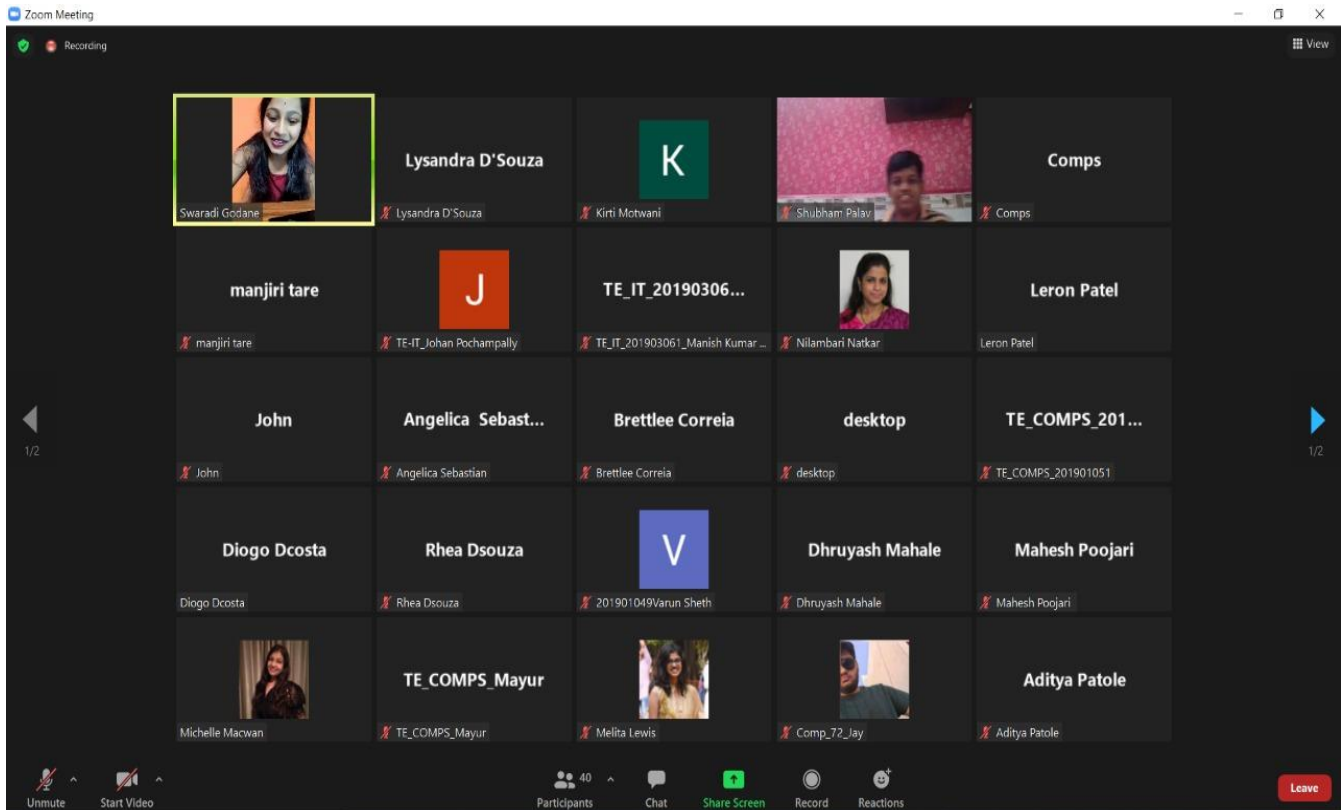 Zoom Meeting
Recording
View
Swaradi Godane
Lysandra D'Souza
Lysandra D'Souza
K
Kirti Motwani
Shubham Palav
Comps
Comps
manjiri tare
manjiri tare
J
TE-IT_Johan Pochampally
TE_IT_20190306...
TE_IT_201903061_Manish Kumar ...
Nilambari Natkar
Leron Patel
Leron Patel
John
John
Angelica Sebast...
Angelica Sebastian
Brettlee Correia
Brettlee Correia
desktop
desktop
TE_COMPS_201...
TE_COMPS_201901051
1/2
1/2
Diogo Dcosta
Diogo Dcosta
Rhea Dsouza
Rhea Dsouza
V
201901049Varun Sheth
Dhruyash Mahale
Dhruyash Mahale
Mahesh Poojari
Mahesh Poojari
Michelle Macwan
TE_COMPS_Mayur
TE_COMPS_Mayur
Melita Lewis
Comp_72_Jay
Aditya Patole
Aditya Patole
Unmute
Start Video
40
Participants
Chat
Share Screen
Record
Reactions
Leave